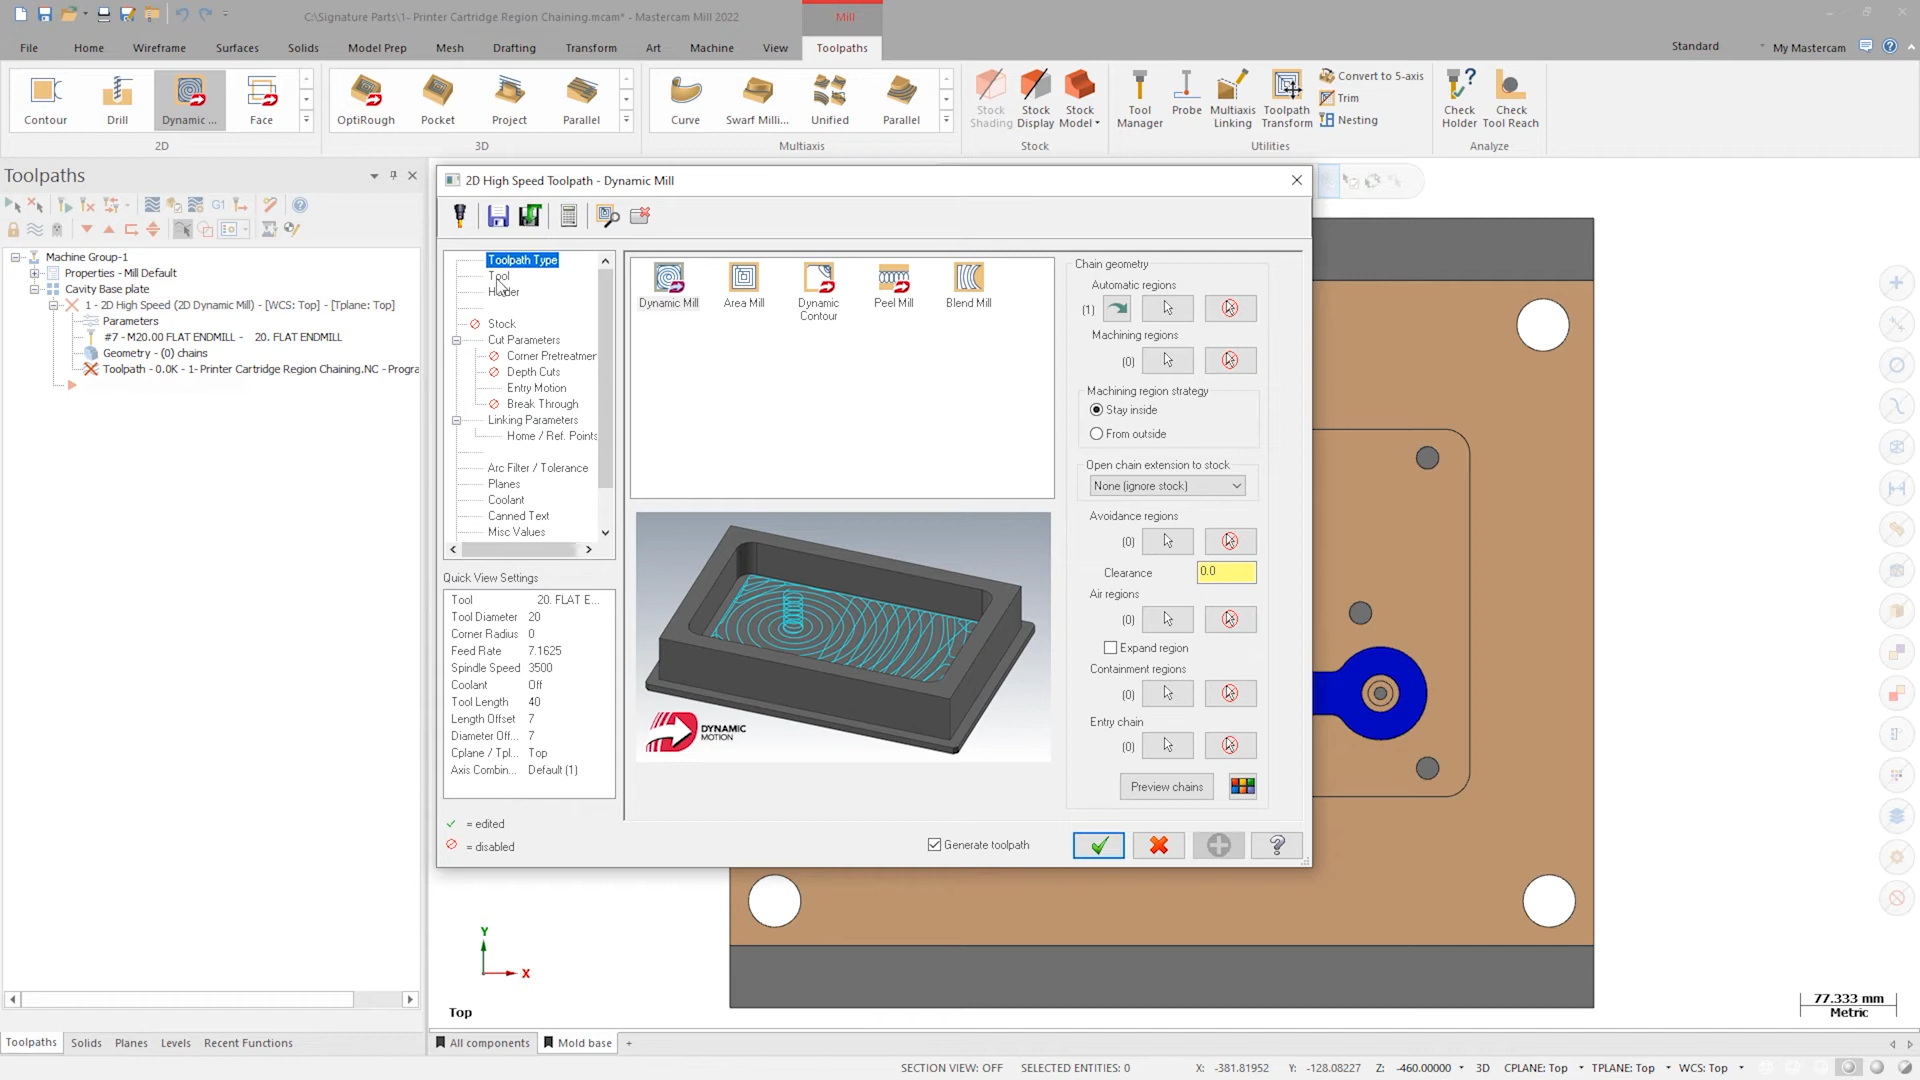 C:\Signature Parts\1- Printer Cartridge Region Chaining.mcam* - Mastercam Mill 2022
Mill
File
Home
Wireframe
Surfaces
Solids
Model Prep
Mesh
Drafting
Transform
Art
Machine
View
Toolpaths
Standard
My Mastercam
Contour
Drill
Dynamic ...
Face
OptiRough
Pocket
Project
Parallel
Curve
Swarf Milli...
Unified
Parallel
Stock
Shading
Stock
Display
Stock
Model
Tool
Manager
Probe
Multiaxis
Linking
Toolpath
Transform
Convert to 5-axis
Trim
Nesting
Check
Holder
Check
Tool Reach
2D
3D
Multiaxis
Stock
Utilities
Analyze
Toolpaths
G1
Machine Group-1
Properties - Mill Default
Cavity Base plate
1 - 2D High Speed (2D Dynamic Mill) - [WCS: Top] - [Tplane: Top]
Parameters
#7 - M20.00 FLAT ENDMILL - 20. FLAT ENDMILL
Geometry - (0) chains
Toolpath - 0.0K - 1- Printer Cartridge Region Chaining.NC - Progra
2D High Speed Toolpath - Dynamic Mill
Toolpath Type
Tool
Holder
Stock
Cut Parameters
Corner Pretreatmer
Depth Cuts
Entry Motion
Break Through
Linking Parameters
Home / Ref. Points
Arc Filter / Tolerance
Planes
Coolant
Canned Text
Misc Values
Quick View Settings
Tool 20. FLAT E...
Tool Diameter 20
Corner Radius 0
Feed Rate 7.1625
Spindle Speed 3500
Coolant Off
Tool Length 40
Length Offset 7
Diameter Off... 7
Cplane / Tpl... Top
Axis Combin... Default (1)
= edited
= disabled
Dynamic Mill
Area Mill
Dynamic
Contour
Peel Mill
Blend Mill
DYNAMIC
MOTION
Chain geometry
Automatic regions
(1)
Machining regions
(0)
Machining region strategy
Stay inside
From outside
Open chain extension to stock
None (ignore stock)
Avoidance regions
(0)
Clearance 0.0
Air regions
(0)
Expand region
Containment regions
(0)
Entry chain
(0)
Preview chains
Generate toolpath
Y
X
Top
77.333 mm
Metric
Toolpaths
Solids
Planes
Levels
Recent Functions
All components
Mold base
+
SECTION VIEW: OFF
SELECTED ENTITIES: 0
X: -381.81952
Y: -128.08227
Z: -460.00000
3D
CPLANE: Top
TPLANE: Top
WCS: Top